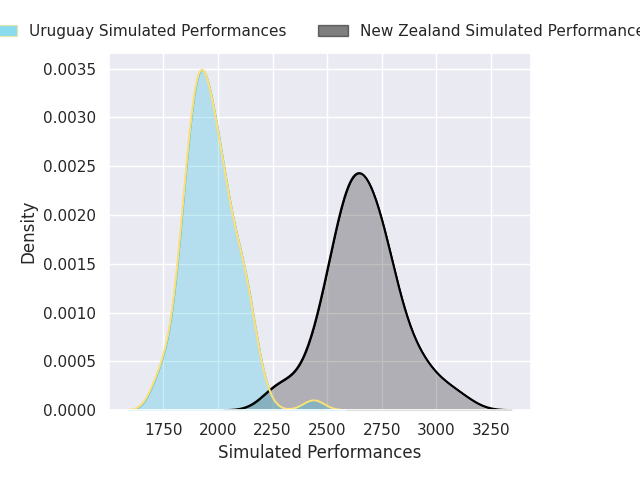 Uruguay Simulated Performances New Zealand Simulated Performance
0.0035
0.0030
0.0025
0.0020
0.0015
0.0010
0.0005
0.0000
Density
1750 2000 2250 2500 2750 3000 3250
Simulated Performances